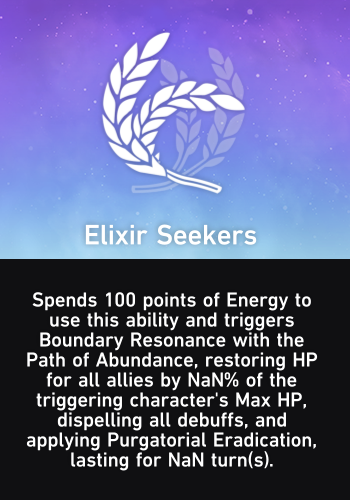 Elixir Seekers
Spends 100 points of Energy to
use this ability and triggers
Boundary Resonance with the
Path of Abundance, restoring HP
for all allies by NaN% of the
triggering character's Max HP,
dispelling all debuffs, and
applying Purgatorial Eradication,
lasting for NaN turn(s).